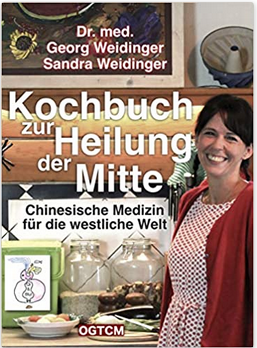 Dr. med.
Georg Weidinger
Sandra Weidinger
Kochbuch
zur Heilung
der Mitte
Chinesische Medizin
für die westliche Welt
OGTCM